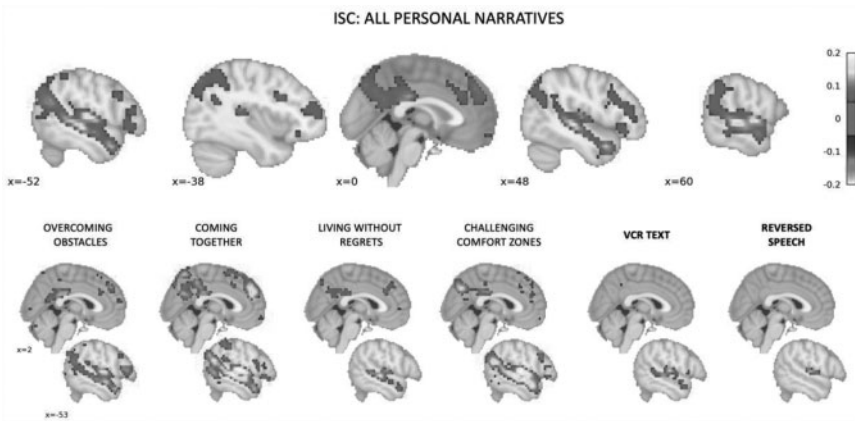 ISC: ALL PERSONAL NARRATIVES
0.2
0.1
0
-0.1
-0.2
x=-52
x=-38
x=0
x=48
x=60
OVERCOMING
OBSTACLES
COMING
TOGETHER
LIVING WITHOUT
REGRETS
CHALLENGING
COMFORT ZONES
VCR TEXT
REVERSED
SPEECH
x=2
x=-53